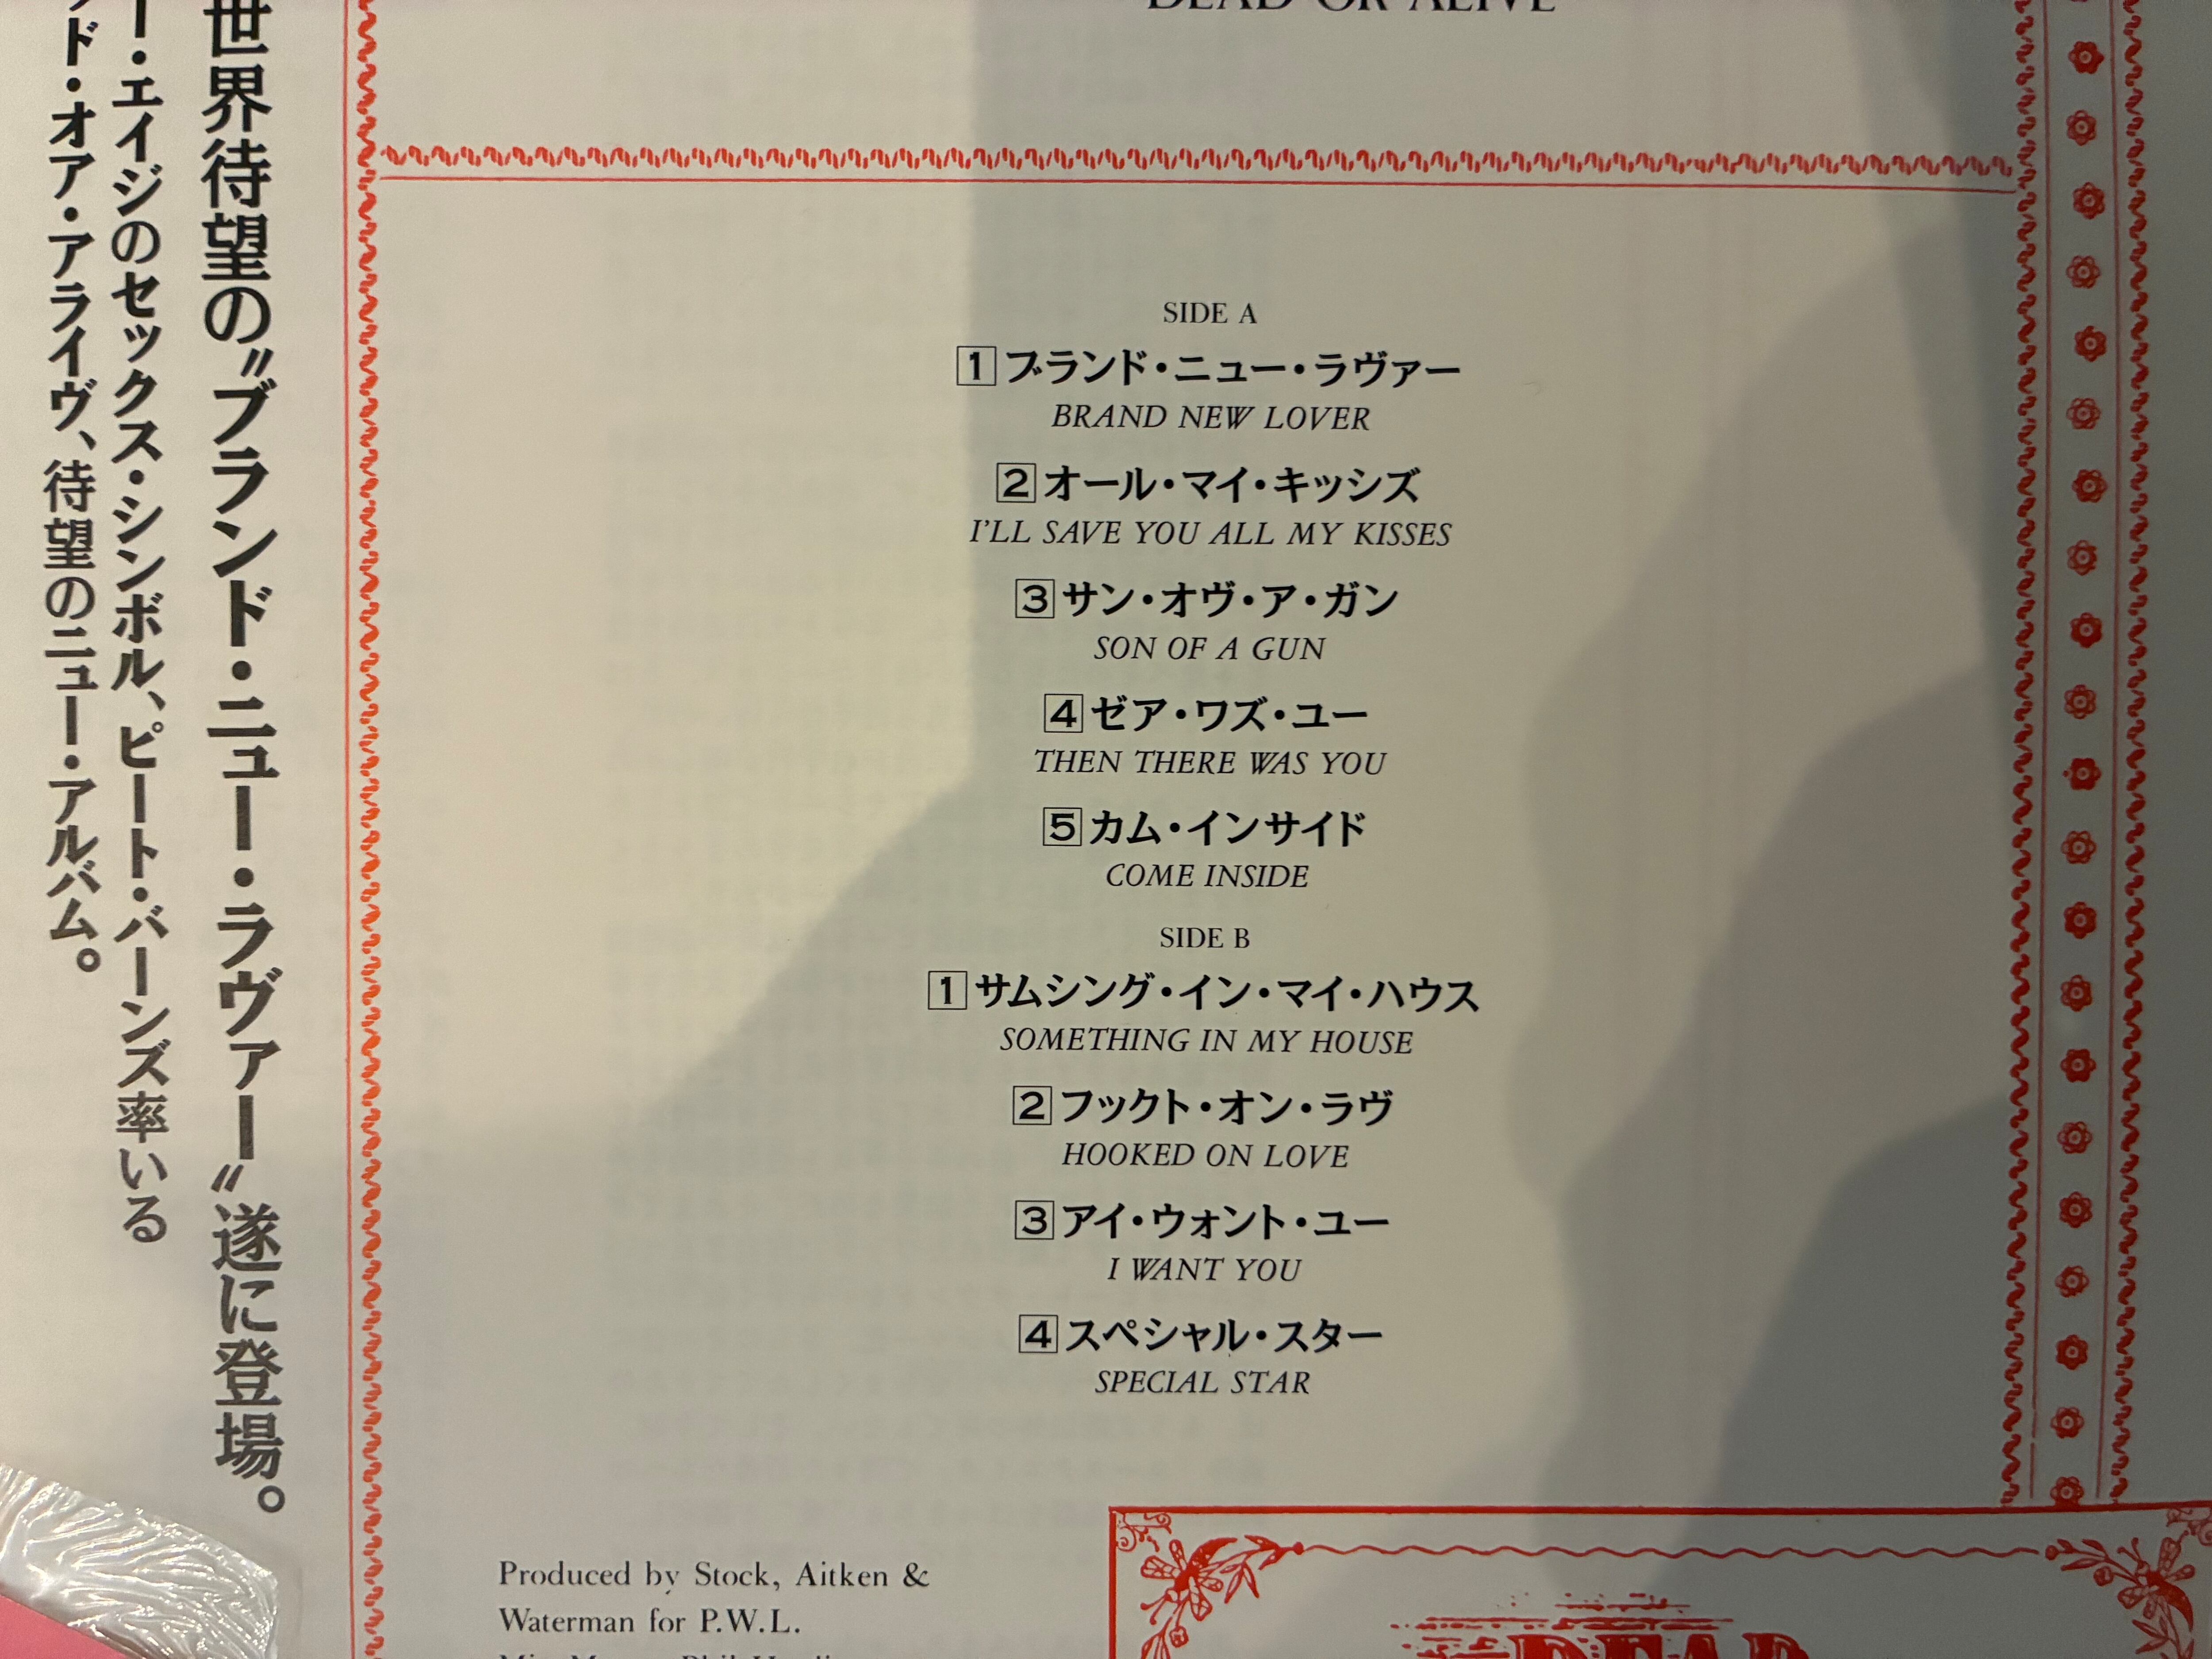 DEAD OR ALIVE
世界待望の〝ブランド・ニュー・ラヴァー〟遂に登場。
ー・エイジのセックス・シンボル、ピート・バーンズ率いる
ド・オア・アライヴ、待望のニュー・アルバム。
SIDE A
1 ブランド・ニュー・ラヴァー
BRAND NEW LOVER
2 オール・マイ・キッシズ
I'LL SAVE YOU ALL MY KISSES
3 サン・オヴ・ア・ガン
SON OF A GUN
4 ゼア・ワズ・ユー
THEN THERE WAS YOU
5 カム・インサイド
COME INSIDE
SIDE B
1 サムシング・イン・マイ・ハウス
SOMETHING IN MY HOUSE
2 フックト・オン・ラヴ
HOOKED ON LOVE
3 アイ・ウォント・ユー
I WANT YOU
4 スペシャル・スター
SPECIAL STAR
Produced by Stock, Aitken &
Waterman for P.W.L.
DEAD